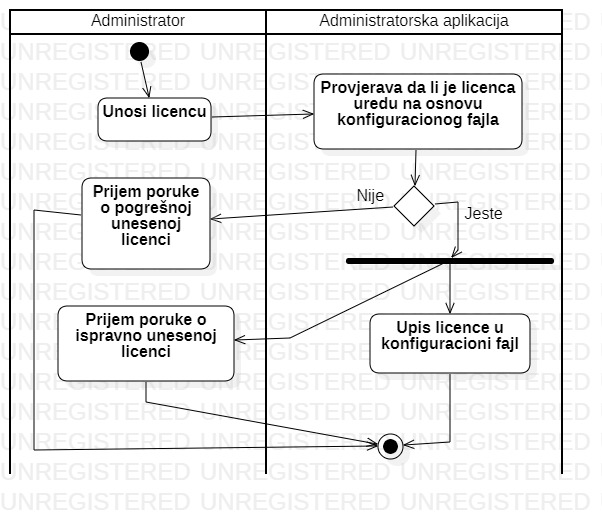 Administrator
Administratorska aplikacija
Unosi licencu
Provjerava da li je licenca
uredu na osnovu
konfiguracionog fajla
Nije
Jeste
Prijem poruke
o pogrešnoj
unesenoj
licenci
Prijem poruke o
ispravno unesenoj
licenci
Upis licence u
konfiguracioni fajl
UNREGISTERED UNREGISTERED UNREGISTERED